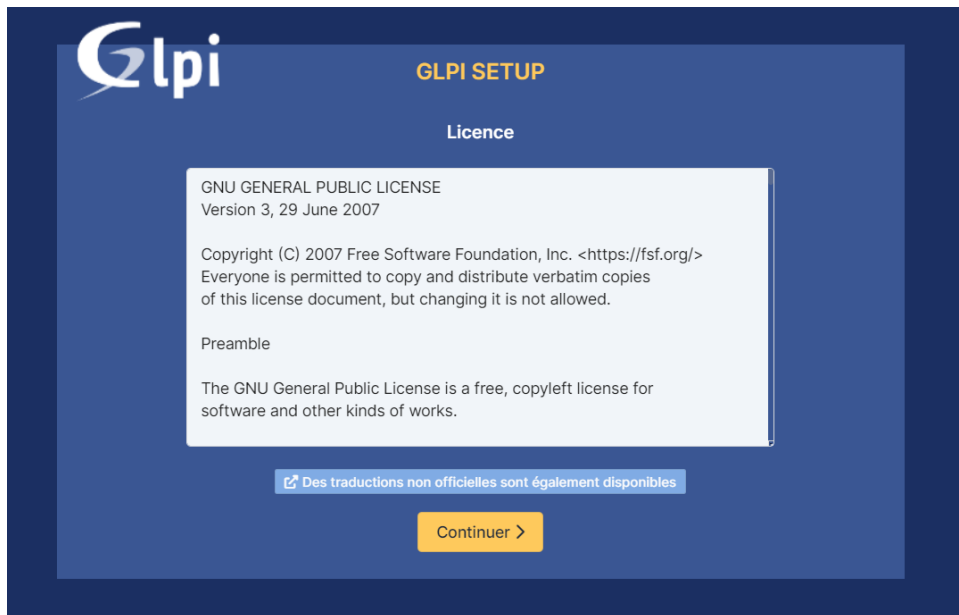 Glpi
GLPI SETUP
Licence
GNU GENERAL PUBLIC LICENSE
Version 3, 29 June 2007
Copyright (C) 2007 Free Software Foundation, Inc. <https://fsf.org/>
Everyone is permitted to copy and distribute verbatim copies
of this license document, but changing it is not allowed.
Preamble
The GNU General Public License is a free, copyleft license for
software and other kinds of works.
Des traductions non officielles sont également disponibles
Continuer